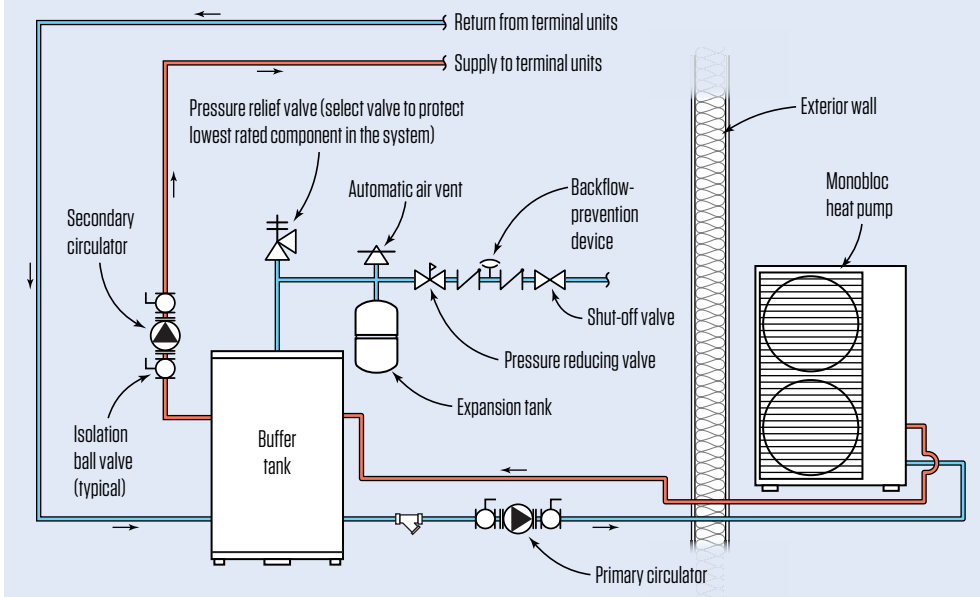 Return from terminal units
Supply to terminal units
Pressure relief valve (select valve to protect
lowest rated component in the system)
Exterior wall
Automatic air vent
Backflow-
prevention
device
Monobloc
heat pump
Secondary
circulator
Shut-off valve
Pressure reducing valve
Expansion tank
Isolation
ball valve
(typical)
Buffer
tank
Primary circulator